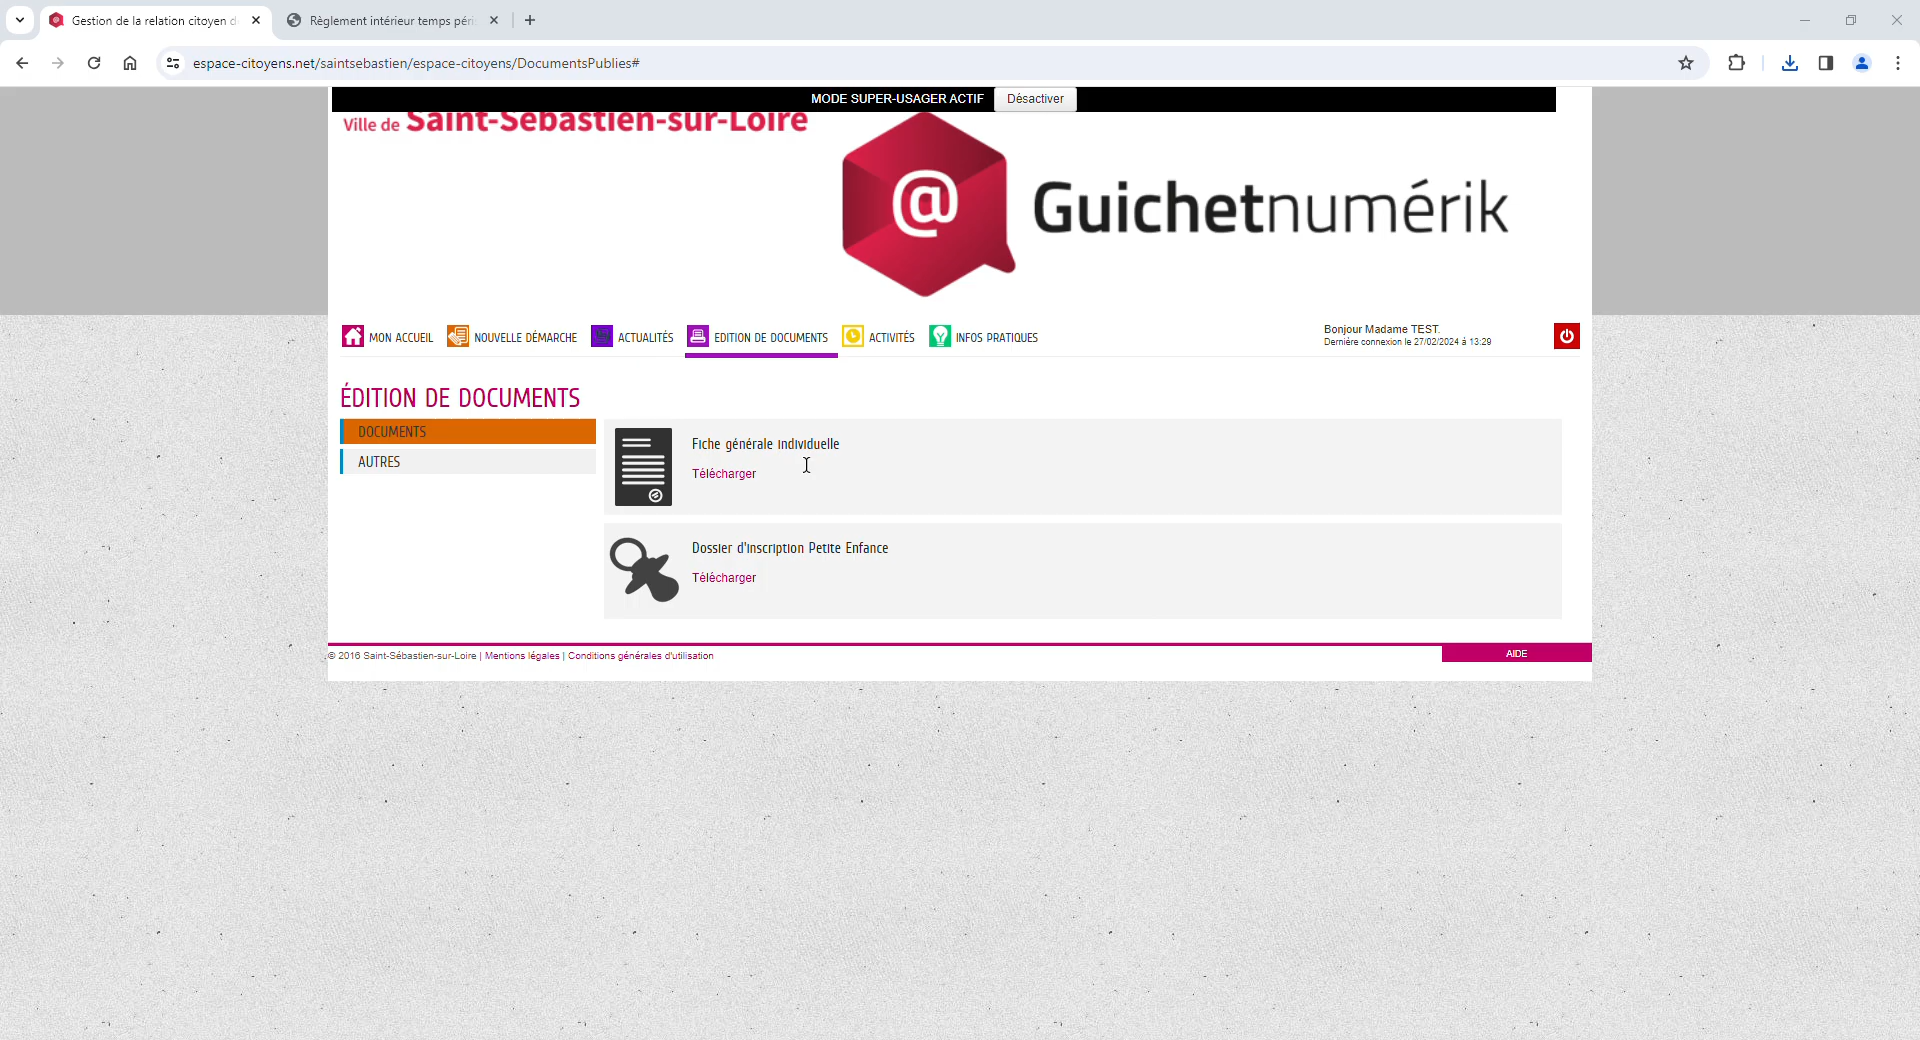 Gestion de la relation citoyen d
Règlement intérieur temps péri
espace-citoyens.net/saintsebastien/espace-citoyens/DocumentsPublies#
MODE SUPER-USAGER ACTIF Désactiver
Ville de Saint-Sébastien-sur-Loire
@ Guichetnumérik
MON ACCUEIL NOUVELLE DÉMARCHE ACTUALITÉS EDITION DE DOCUMENTS ACTIVITÉS INFOS PRATIQUES
Bonjour Madame TEST.
Dernière connexion le 27/02/2024 à 13:29
ÉDITION DE DOCUMENTS
DOCUMENTS
AUTRES
Fiche générale individuelle
Télécharger
Dossier d'inscription Petite Enfance
Télécharger
© 2016 Saint-Sébastien-sur-Loire | Mentions légales | Conditions générales d'utilisation
AIDE